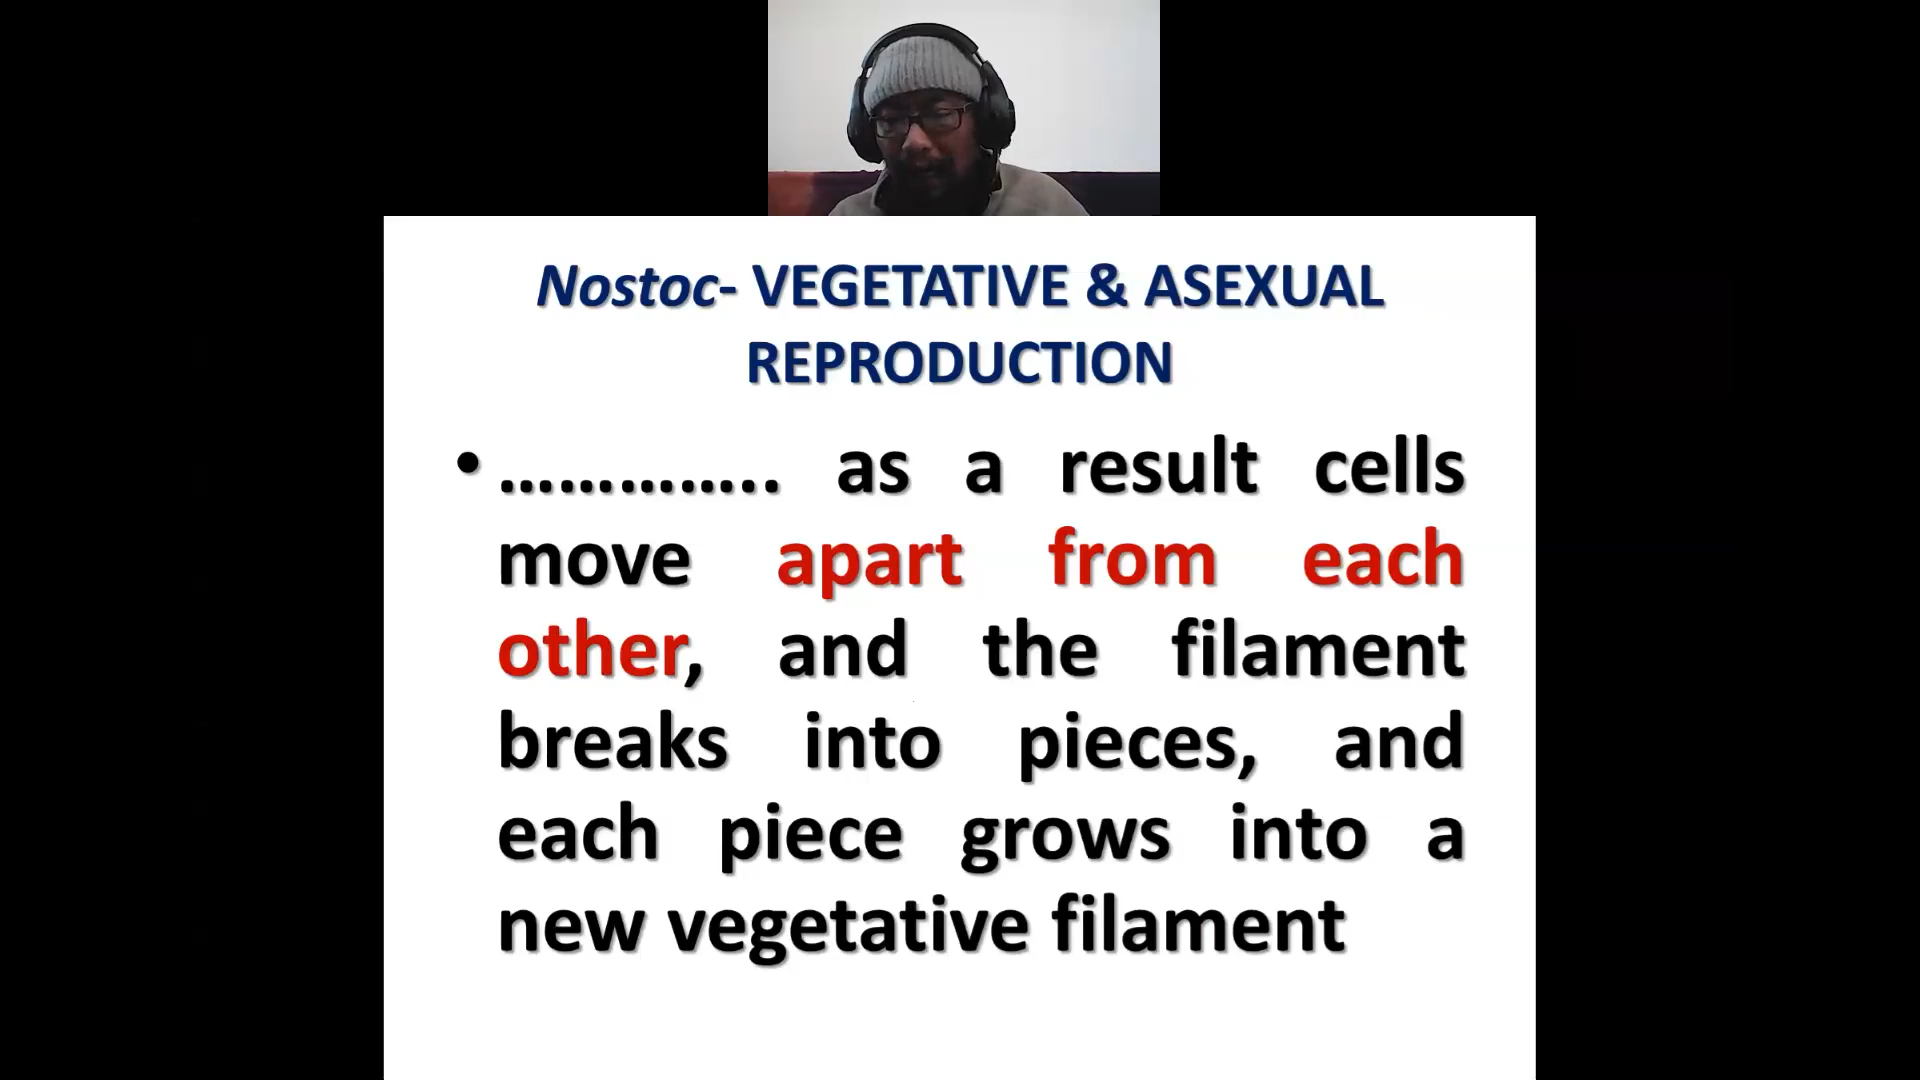 Nostoc- VEGETATIVE & ASEXUAL
REPRODUCTION
• ………….. as a result cells
move apart from each
other, and the filament
breaks into pieces, and
each piece grows into a
new vegetative filament